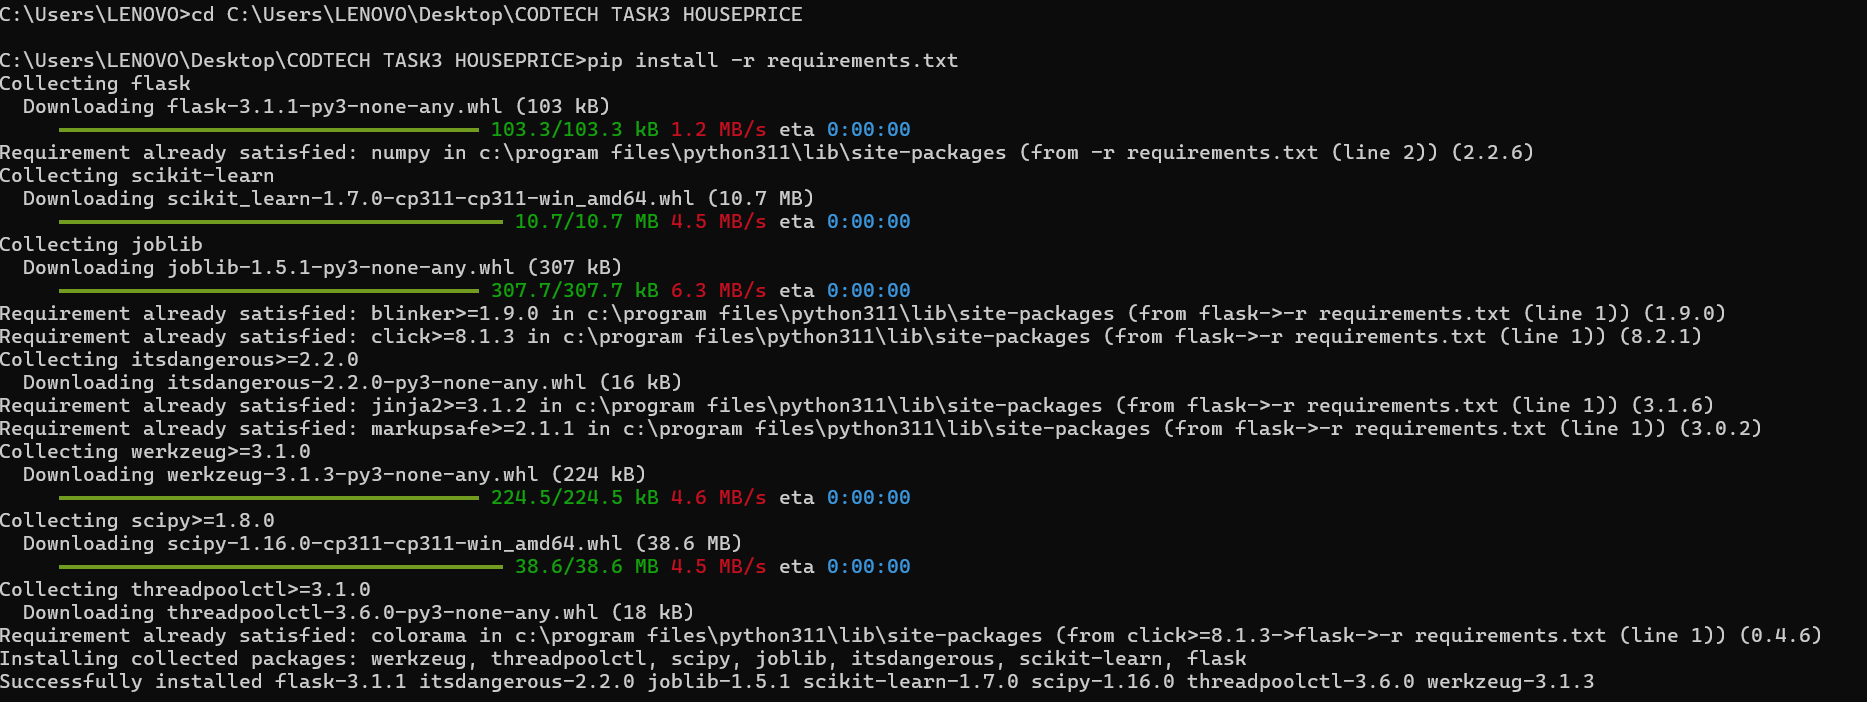 C:\Users\LENOVO>cd C:\Users\LENOVO\Desktop\CODTECH TASK3 HOUSEPRICE
C:\Users\LENOVO\Desktop\CODTECH TASK3 HOUSEPRICE>pip install -r requirements.txt
Collecting flask
  Downloading flask-3.1.1-py3-none-any.whl (103 kB)
103.3/103.3 kB 1.2 MB/s eta 0:00:00
Requirement already satisfied: numpy in c:\program files\python311\lib\site-packages (from -r requirements.txt (line 2)) (2.2.6)
Collecting scikit-learn
  Downloading scikit_learn-1.7.0-cp311-cp311-win_amd64.whl (10.7 MB)
10.7/10.7 MB 4.5 MB/s eta 0:00:00
Collecting joblib
  Downloading joblib-1.5.1-py3-none-any.whl (307 kB)
307.7/307.7 kB 6.3 MB/s eta 0:00:00
Requirement already satisfied: blinker>=1.9.0 in c:\program files\python311\lib\site-packages (from flask->-r requirements.txt (line 1)) (1.9.0)
Requirement already satisfied: click>=8.1.3 in c:\program files\python311\lib\site-packages (from flask->-r requirements.txt (line 1)) (8.2.1)
Collecting itsdangerous>=2.2.0
  Downloading itsdangerous-2.2.0-py3-none-any.whl (16 kB)
Requirement already satisfied: jinja2>=3.1.2 in c:\program files\python311\lib\site-packages (from flask->-r requirements.txt (line 1)) (3.1.6)
Requirement already satisfied: markupsafe>=2.1.1 in c:\program files\python311\lib\site-packages (from flask->-r requirements.txt (line 1)) (3.0.2)
Collecting werkzeug>=3.1.0
  Downloading werkzeug-3.1.3-py3-none-any.whl (224 kB)
224.5/224.5 kB 4.6 MB/s eta 0:00:00
Collecting scipy>=1.8.0
  Downloading scipy-1.16.0-cp311-cp311-win_amd64.whl (38.6 MB)
38.6/38.6 MB 4.5 MB/s eta 0:00:00
Collecting threadpoolctl>=3.1.0
  Downloading threadpoolctl-3.6.0-py3-none-any.whl (18 kB)
Requirement already satisfied: colorama in c:\program files\python311\lib\site-packages (from click>=8.1.3->flask->-r requirements.txt (line 1)) (0.4.6)
Installing collected packages: werkzeug, threadpoolctl, scipy, joblib, itsdangerous, scikit-learn, flask
Successfully installed flask-3.1.1 itsdangerous-2.2.0 joblib-1.5.1 scikit-learn-1.7.0 scipy-1.16.0 threadpoolctl-3.6.0 werkzeug-3.1.3